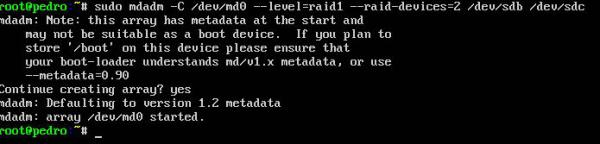 root@pedro:~# sudo mdadm -C /dev/md0 --level=raid1 --raid-devices=2 /dev/sdb /dev/sdc
mdadm: Note: this array has metadata at the start and
    may not be suitable as a boot device.  If you plan to
    store '/boot' on this device please ensure that
    your boot-loader understands md/v1.x metadata, or use
    --metadata=0.90
Continue creating array? yes
mdadm: Defaulting to version 1.2 metadata
mdadm: array /dev/md0 started.
root@pedro:~# _